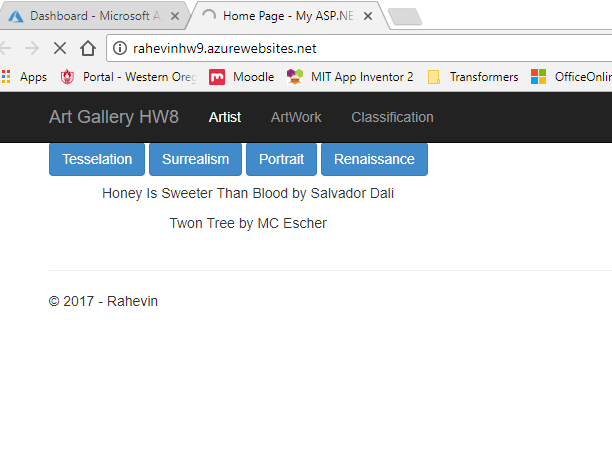 Dashboard - Microsoft A
Home Page - My ASP.NE
rahevinhw9.azurewebsites.net
Apps Portal - Western Oreg Moodle MIT App Inventor 2 Transformers OfficeOnlin
Art Gallery HW8 Artist ArtWork Classification
Tesselation Surrealism Portrait Renaissance
Honey Is Sweeter Than Blood by Salvador Dali
Twon Tree by MC Escher
© 2017 - Rahevin